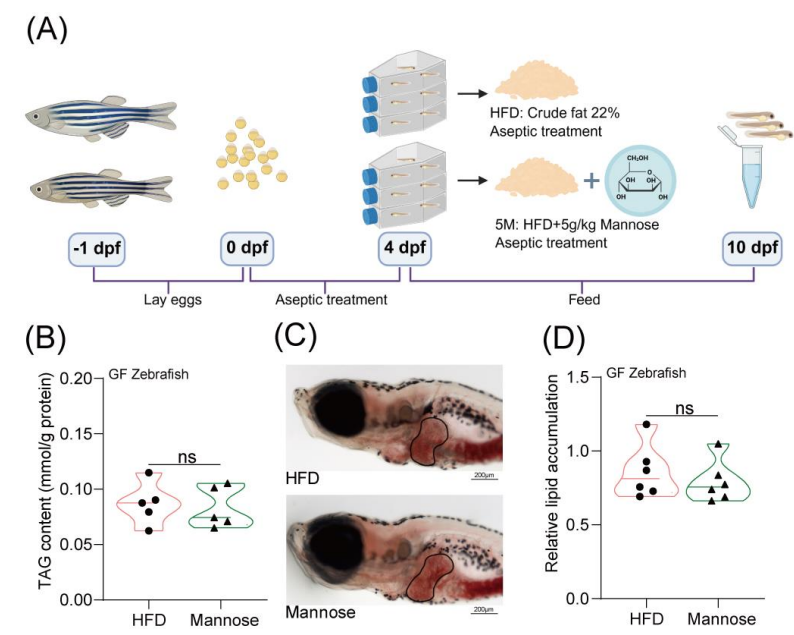 (A)
HFD: Crude fat 22%
Aseptic treatment
CH₂OH
O
OH
OH
OH
OH
+
5M: HFD+5g/kg Mannose
Aseptic treatment
-1 dpf
0 dpf
4 dpf
10 dpf
Lay eggs
Aseptic treatment
Feed
(B)
GF Zebrafish
TAG content (mmol/g protein)
0.20
0.15
0.10
0.05
0.00
ns
HFD
Mannose
(C)
HFD
200μm
Mannose
200μm
(D)
GF Zebrafish
Relative lipid accumulation
1.5
1.0
0.5
0.0
ns
HFD
Mannose